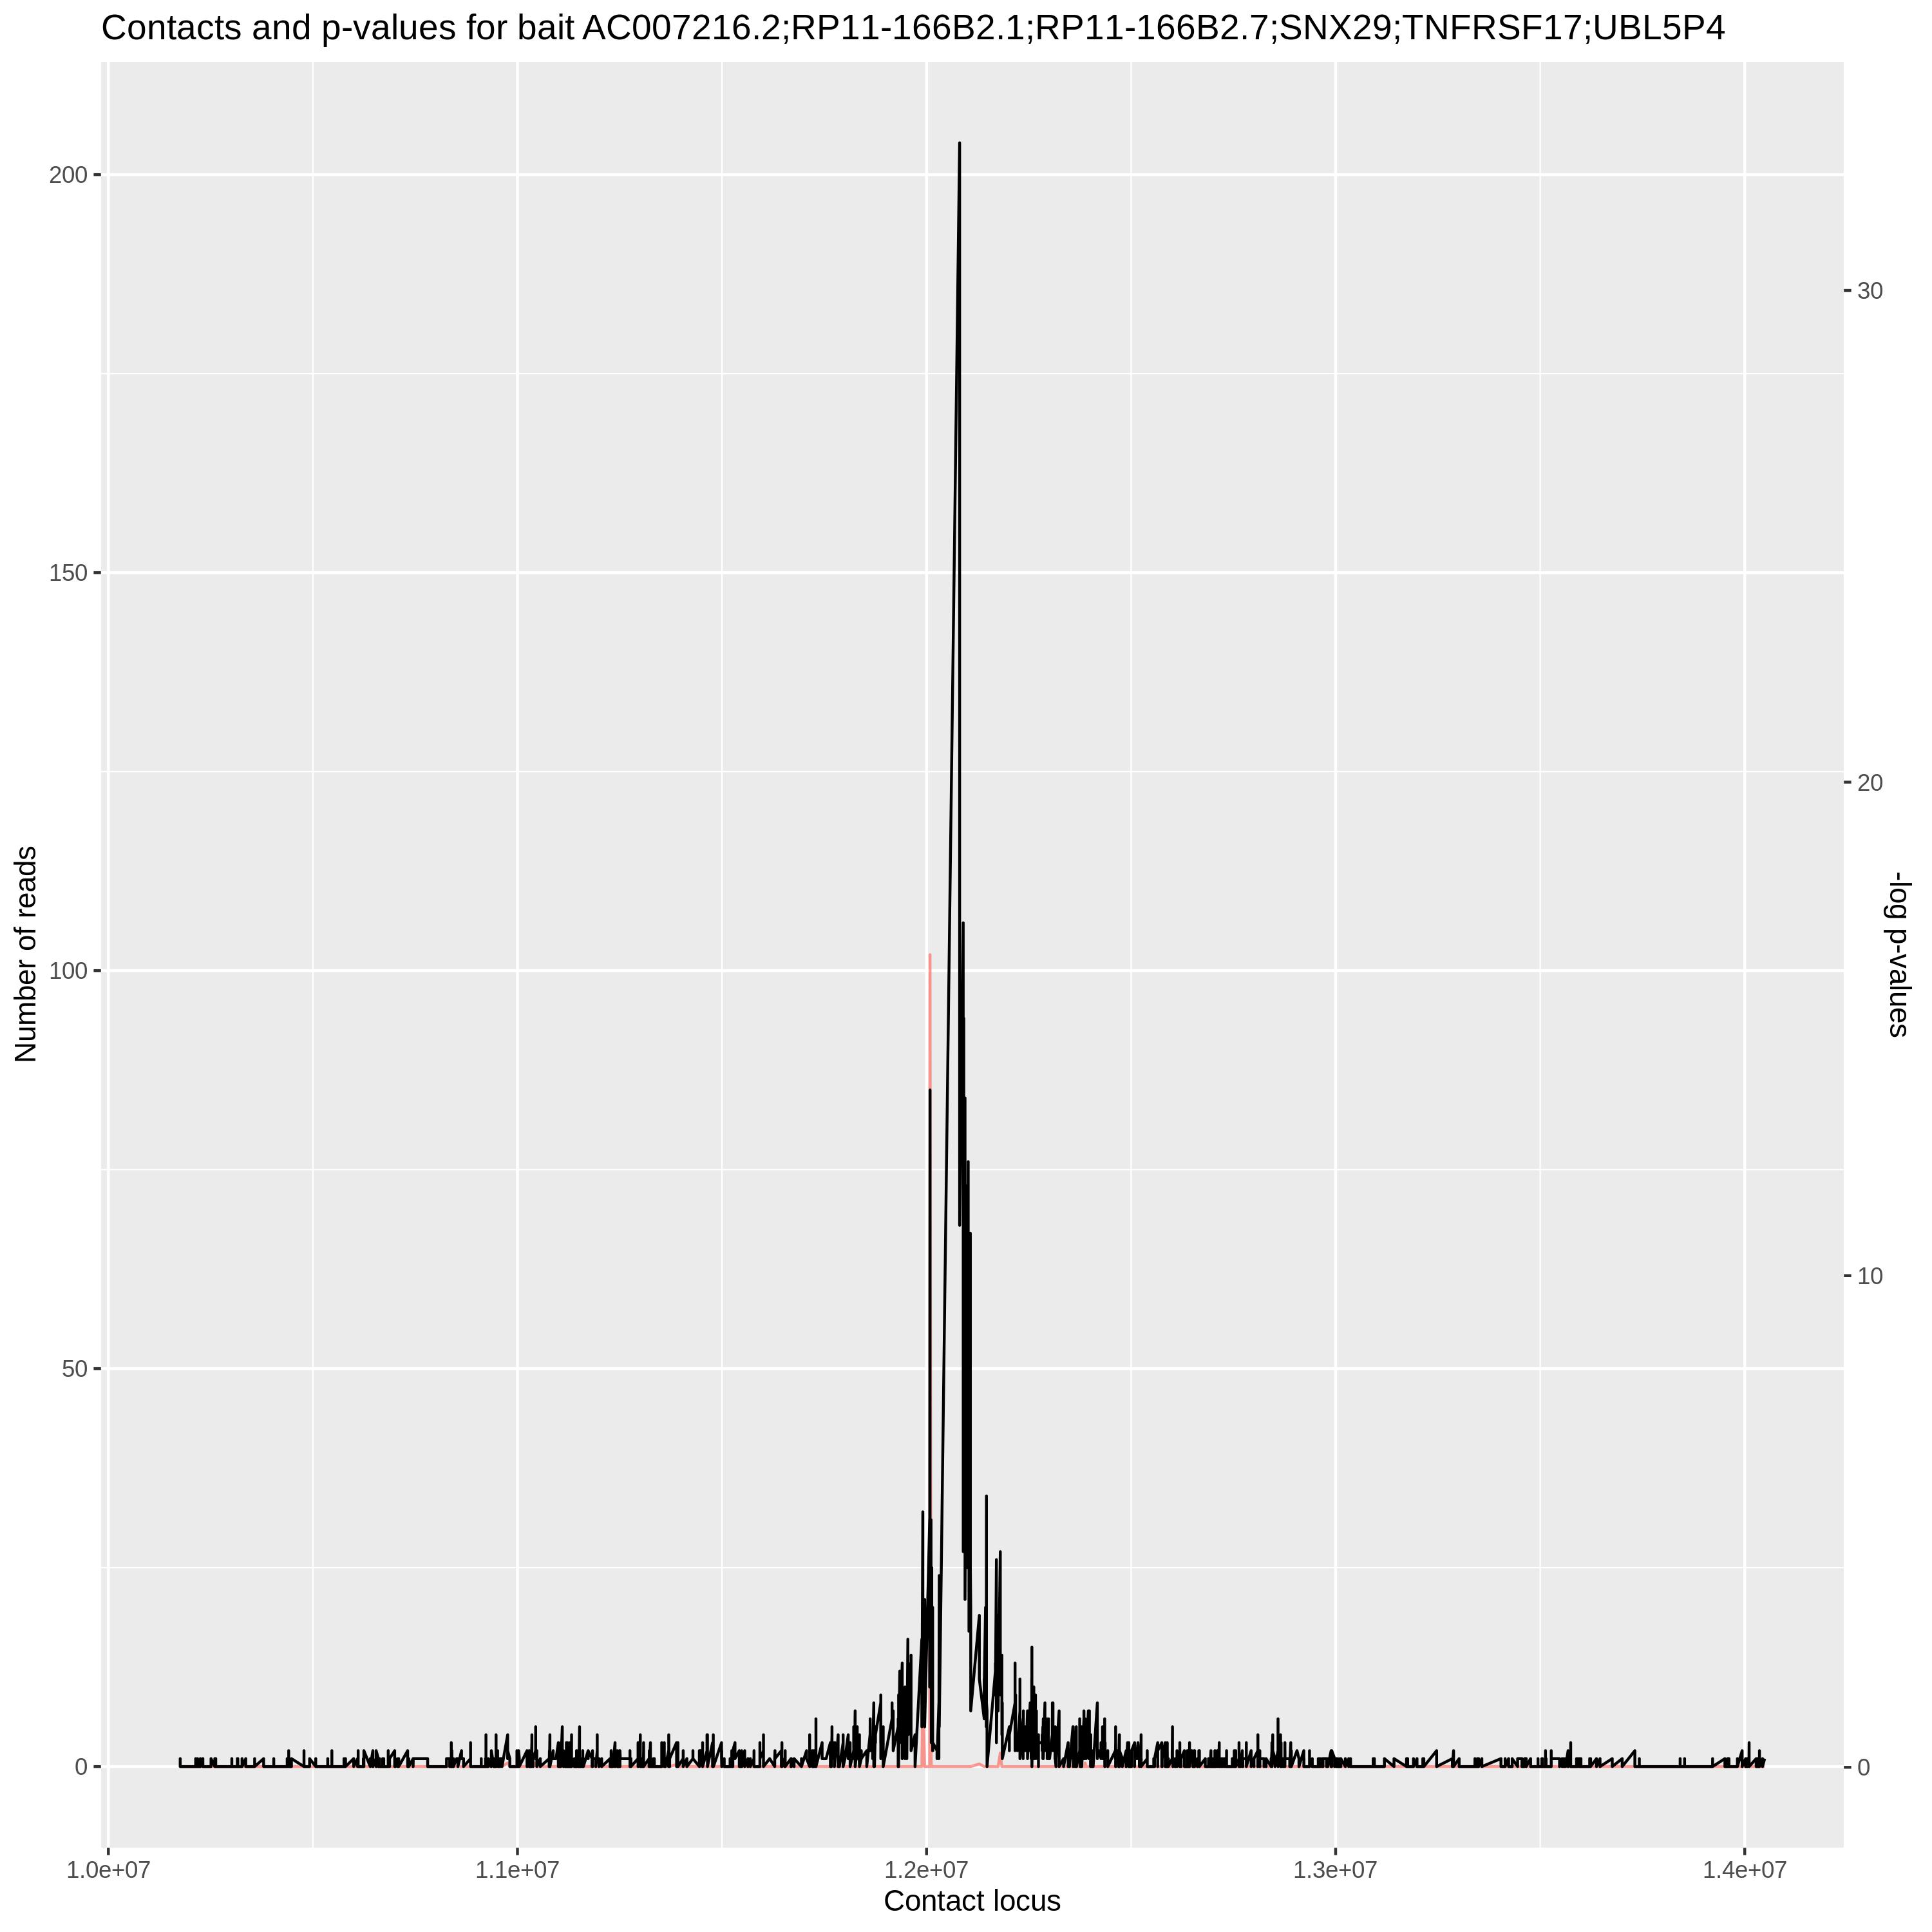 Contacts and p-values for bait AC007216.2;RP11-166B2.1;RP11-166B2.7;SNX29;TNFRSF17;UBL5P4
200
150
100
50
0
Number of reads
30
20
10
0
-log p-values
1.0e+07
1.1e+07
1.2e+07
1.3e+07
1.4e+07
Contact locus